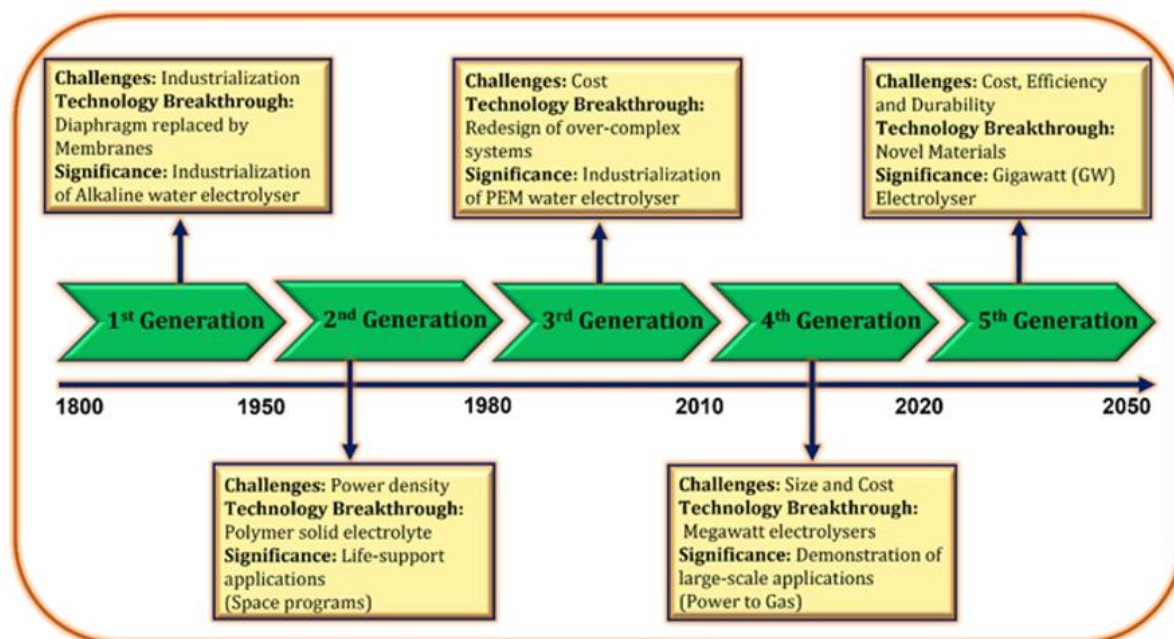 Challenges: Industrialization
Technology Breakthrough:
Diaphragm replaced by
Membranes
Significance: Industrialization
of Alkaline water electrolyser
Challenges: Cost
Technology Breakthrough:
Redesign of over-complex
systems
Significance: Industrialization
of PEM water electrolyser
Challenges: Cost, Efficiency
and Durability
Technology Breakthrough:
Novel Materials
Significance: Gigawatt (GW)
Electrolyser
1st Generation
2nd Generation
3rd Generation
4th Generation
5th Generation
1800
1950
1980
2010
2020
2050
Challenges: Power density
Technology Breakthrough:
Polymer solid electrolyte
Significance: Life-support
applications
(Space programs)
Challenges: Size and Cost
Technology Breakthrough:
Megawatt electrolysers
Significance: Demonstration of
large-scale applications
(Power to Gas)